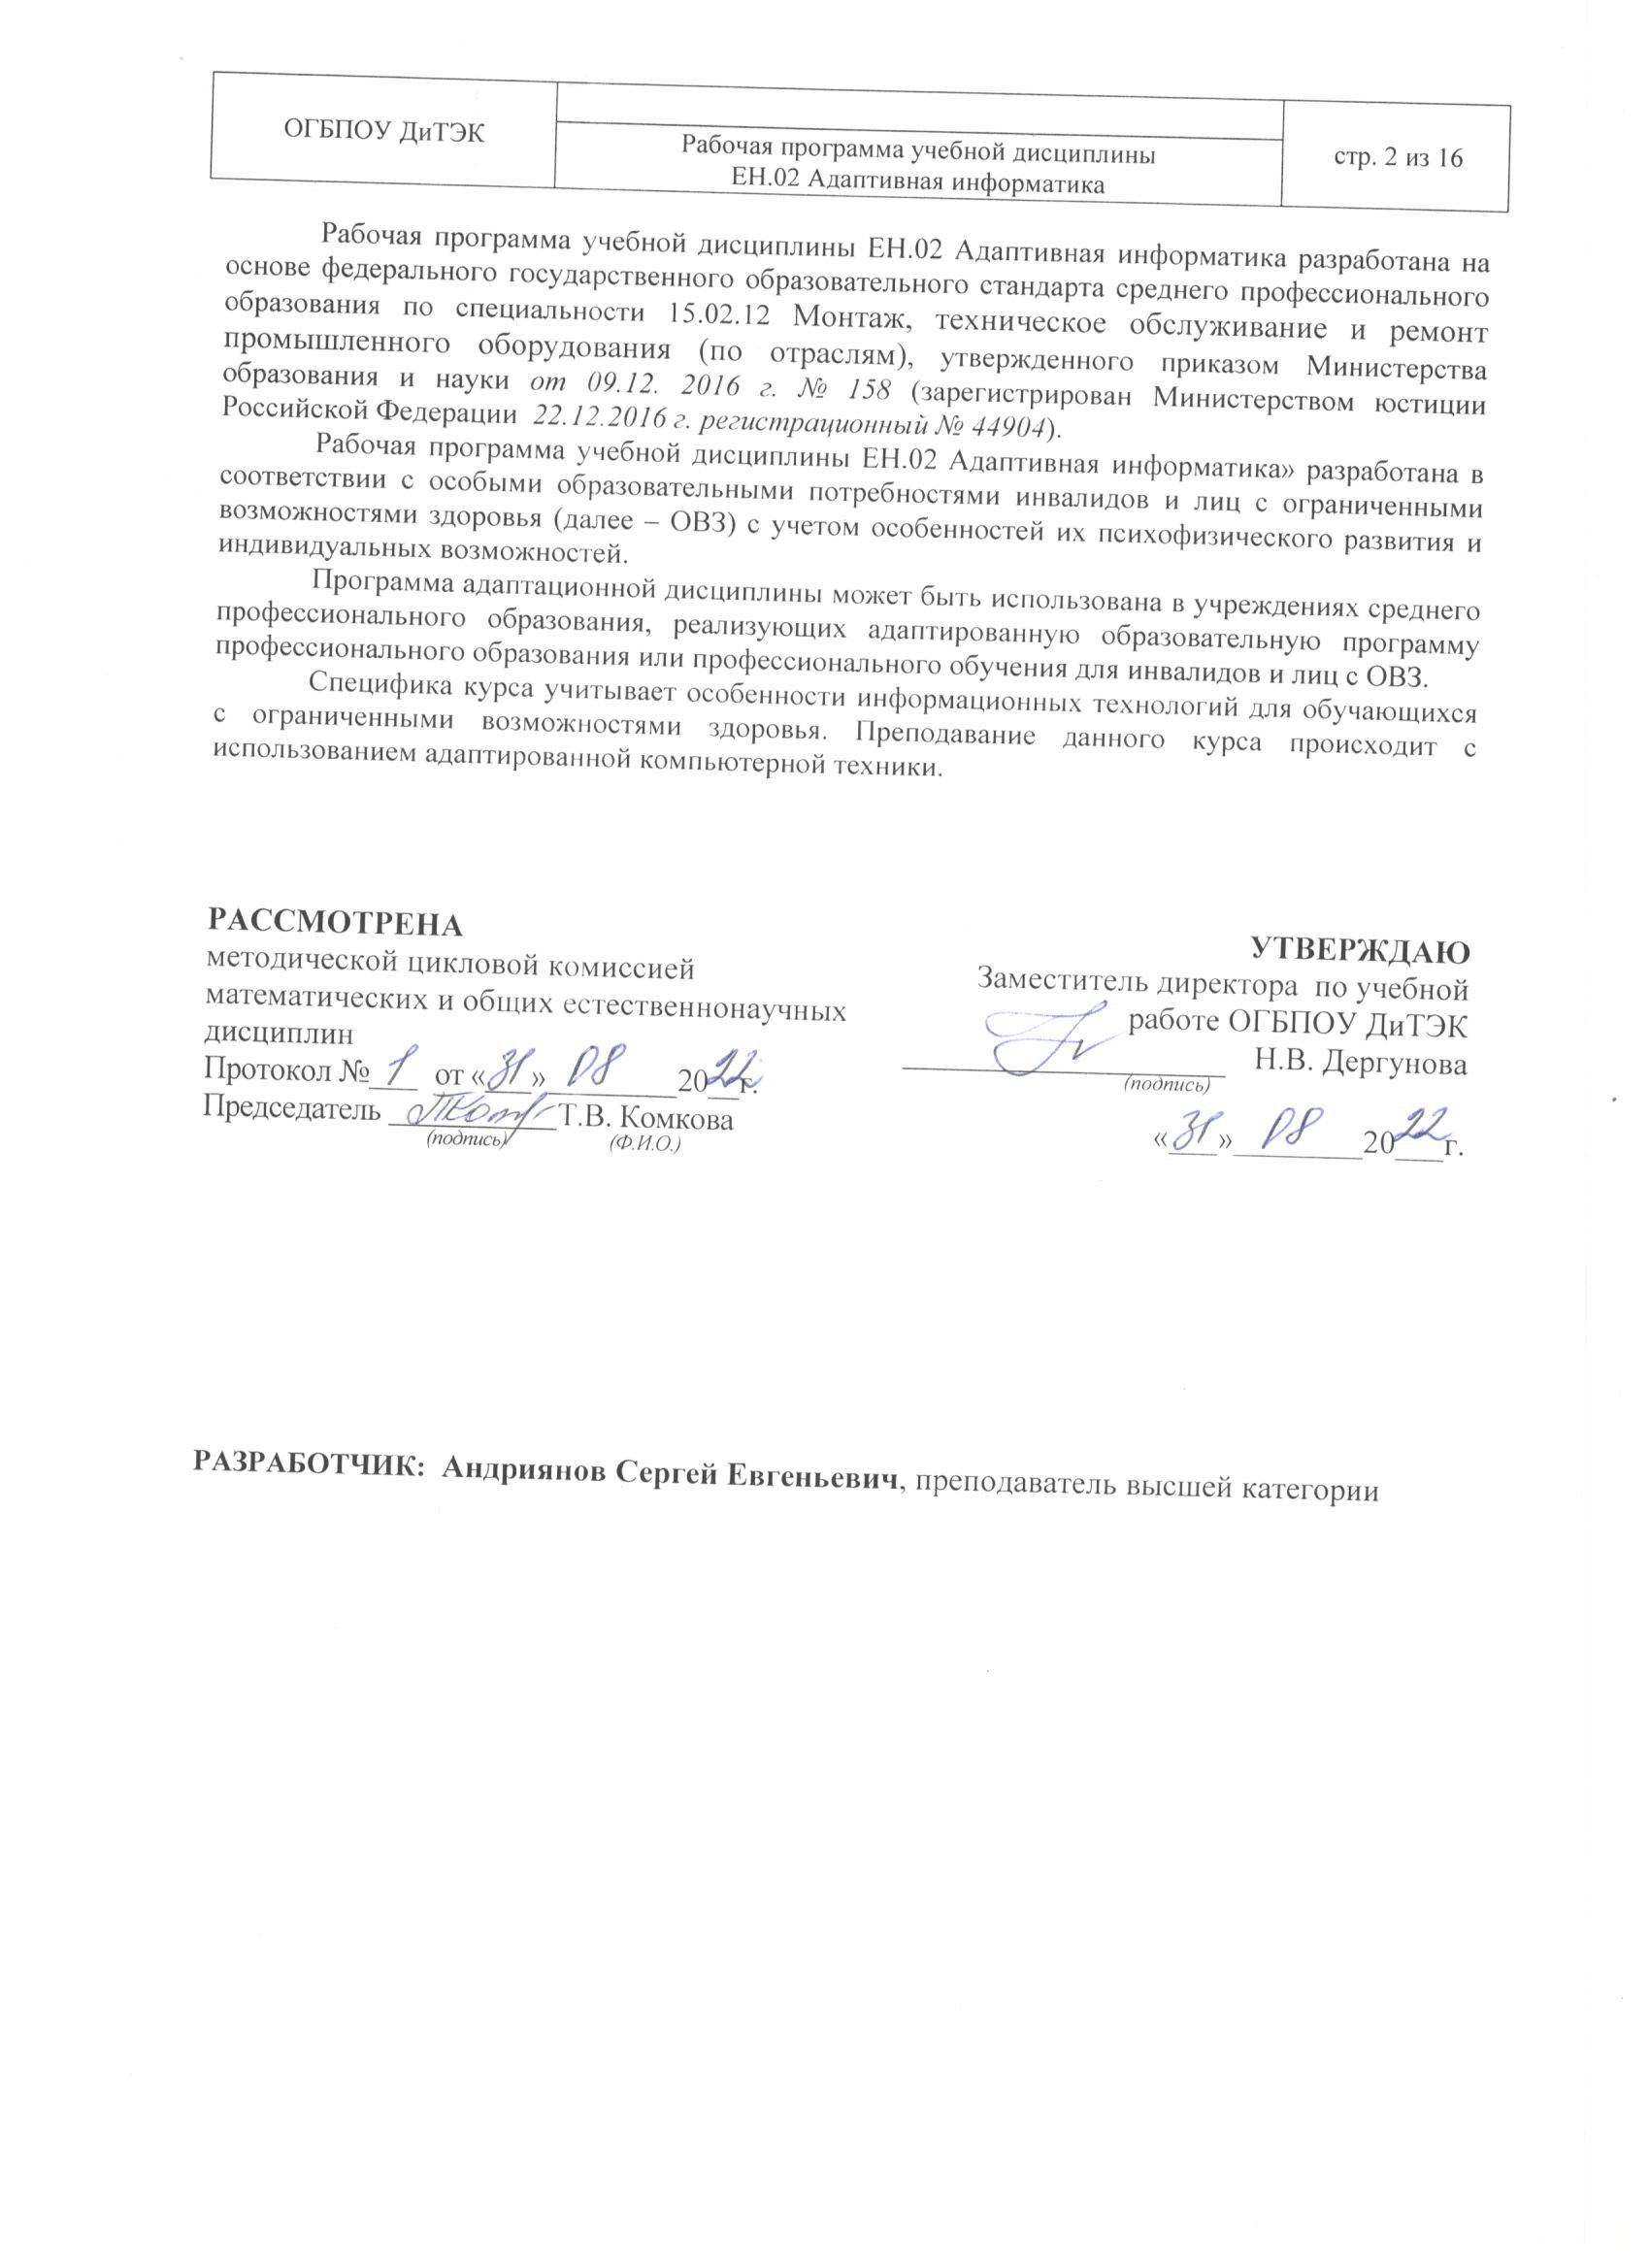 ОГБПОУ ДиТЭК
Рабочая программа учебной дисциплины
ЕН.02 Адаптивная информатика
стр. 2 из 16
Рабочая программа учебной дисциплины ЕН.02 Адаптивная информатика разработана на
основе федерального государственного образовательного стандарта среднего профессионального
образования по специальности 15.02.12 Монтаж, техническое обслуживание и ремонт
промышленного оборудования (по отраслям), утвержденного приказом Министерства
образования и науки от 09.12. 2016 г. № 158 (зарегистрирован Министерством юстиции
Российской Федерации 22.12.2016 г. регистрационный № 44904).
Рабочая программа учебной дисциплины ЕН.02 Адаптивная информатика» разработана в
соответствии с особыми образовательными потребностями инвалидов и лиц с ограниченными
возможностями здоровья (далее – ОВЗ) с учетом особенностей их психофизического развития и
индивидуальных возможностей.
Программа адаптационной дисциплины может быть использована в учреждениях среднего
профессионального образования, реализующих адаптированную образовательную программу
профессионального образования или профессионального обучения для инвалидов и лиц с ОВЗ.
Специфика курса учитывает особенности информационных технологий для обучающихся
с ограниченными возможностями здоровья. Преподавание данного курса происходит с
использованием адаптированной компьютерной техники.
РАССМОТРЕНА
методической цикловой комиссией
математических и общих естественнонаучных
дисциплин
Протокол № 1 от «31» 08 2022г.
Председатель Т.В. Комкова
(подпись) (Ф.И.О.)
УТВЕРЖДАЮ
Заместитель директора по учебной
работе ОГБПОУ ДиТЭК
Н.В. Дергунова
(подпись)
«31» 08 2022г.
РАЗРАБОТЧИК: Андриянов Сергей Евгеньевич, преподаватель высшей категории